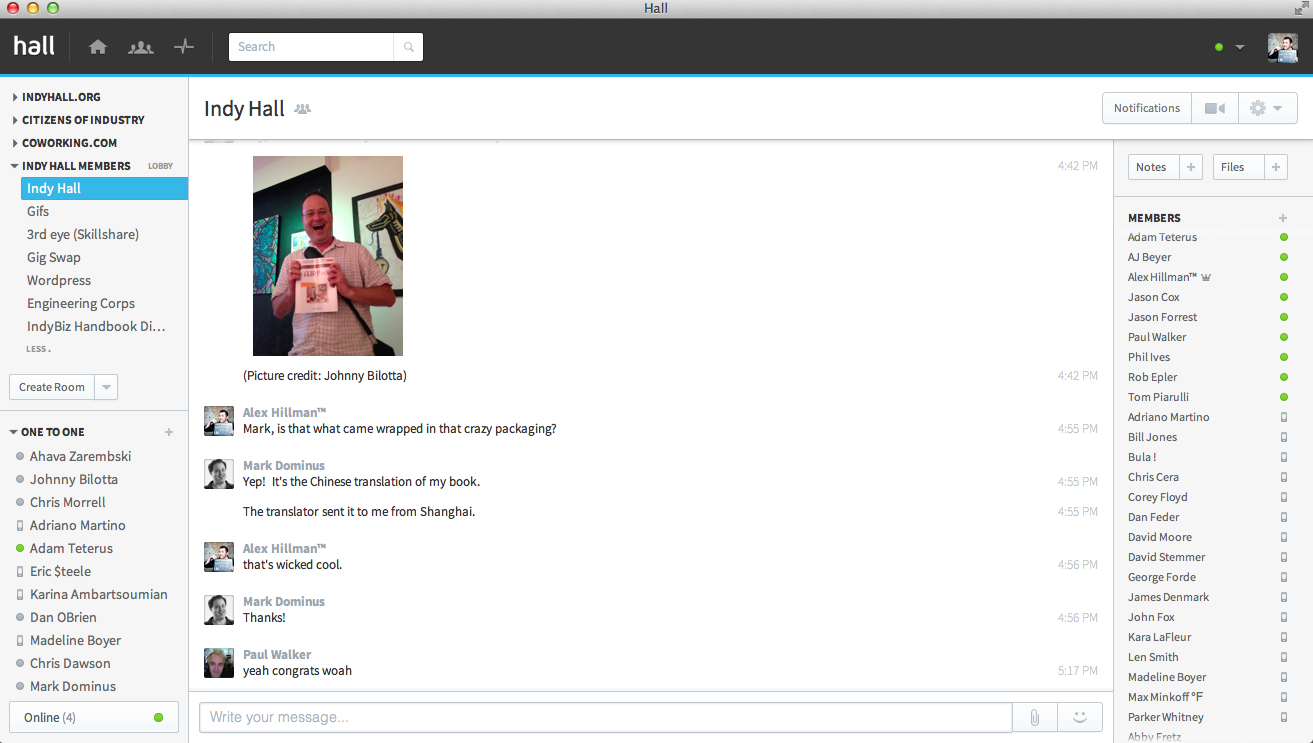 Hall
hall
Search
INDYHALL.ORG
CITIZENS OF INDUSTRY
COWORKING.COM
INDY HALL MEMBERS LOBBY
Indy Hall
Gifs
3rd eye (Skillshare)
Gig Swap
Wordpress
Engineering Corps
IndyBiz Handbook Di...
LESS
Create Room
ONE TO ONE +
Ahava Zarembski
Johnny Bilotta
Chris Morrell
Adriano Martino
Adam Teterus
Eric $teele
Karina Ambartsoumian
Dan OBrien
Madeline Boyer
Chris Dawson
Mark Dominus
Online (4)
Indy Hall
Notifications
4:42 PM
(Picture credit: Johnny Bilotta) 4:42 PM
Alex Hillman™
Mark, is that what came wrapped in that crazy packaging? 4:55 PM
Mark Dominus
Yep! It's the Chinese translation of my book. 4:55 PM
The translator sent it to me from Shanghai. 4:55 PM
Alex Hillman™
that's wicked cool. 4:56 PM
Mark Dominus
Thanks! 4:56 PM
Paul Walker
yeah congrats woah 5:17 PM
Write your message...
Notes + Files +
MEMBERS +
Adam Teterus
AJ Beyer
Alex Hillman™
Jason Cox
Jason Forrest
Paul Walker
Phil Ives
Rob Epler
Tom Piarulli
Adriano Martino
Bill Jones
Bula !
Chris Cera
Corey Floyd
Dan Feder
David Moore
David Stemmer
George Forde
James Denmark
John Fox
Kara LaFleur
Len Smith
Madeline Boyer
Max Minkoff °F
Parker Whitney
Abby Fretz